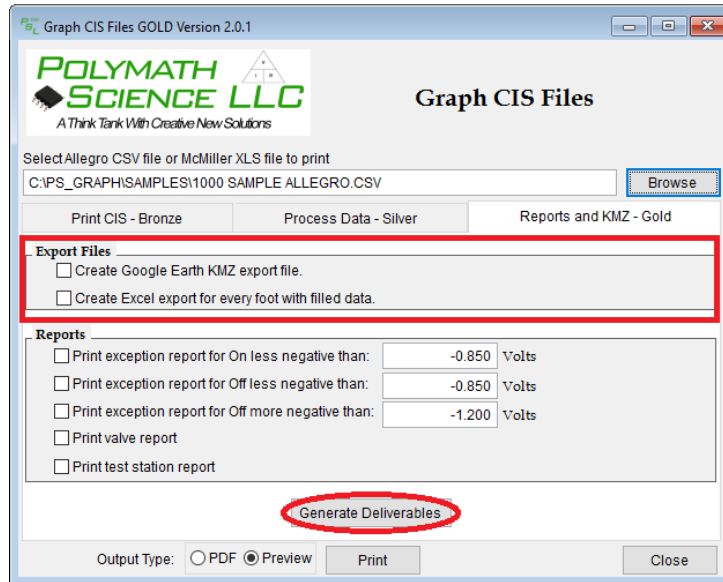 Graph CIS Files GOLD Version 2.0.1
POLYMATH
SCIENCE LLC
A Think Tank With Creative New Solutions
Graph CIS Files
Select Allegro CSV file or McMiller XLS file to print
C:\PS_GRAPH\SAMPLES\1000 SAMPLE ALLEGRO.CSV Browse
Print CIS - Bronze Process Data - Silver Reports and KMZ - Gold
Export Files
Create Google Earth KMZ export file.
Create Excel export for every foot with filled data.
Reports
Print exception report for On less negative than: -0.850 Volts
Print exception report for Off less negative than: -0.850 Volts
Print exception report for Off more negative than: -1.200 Volts
Print valve report
Print test station report
Generate Deliverables
Output Type: PDF Preview Print Close